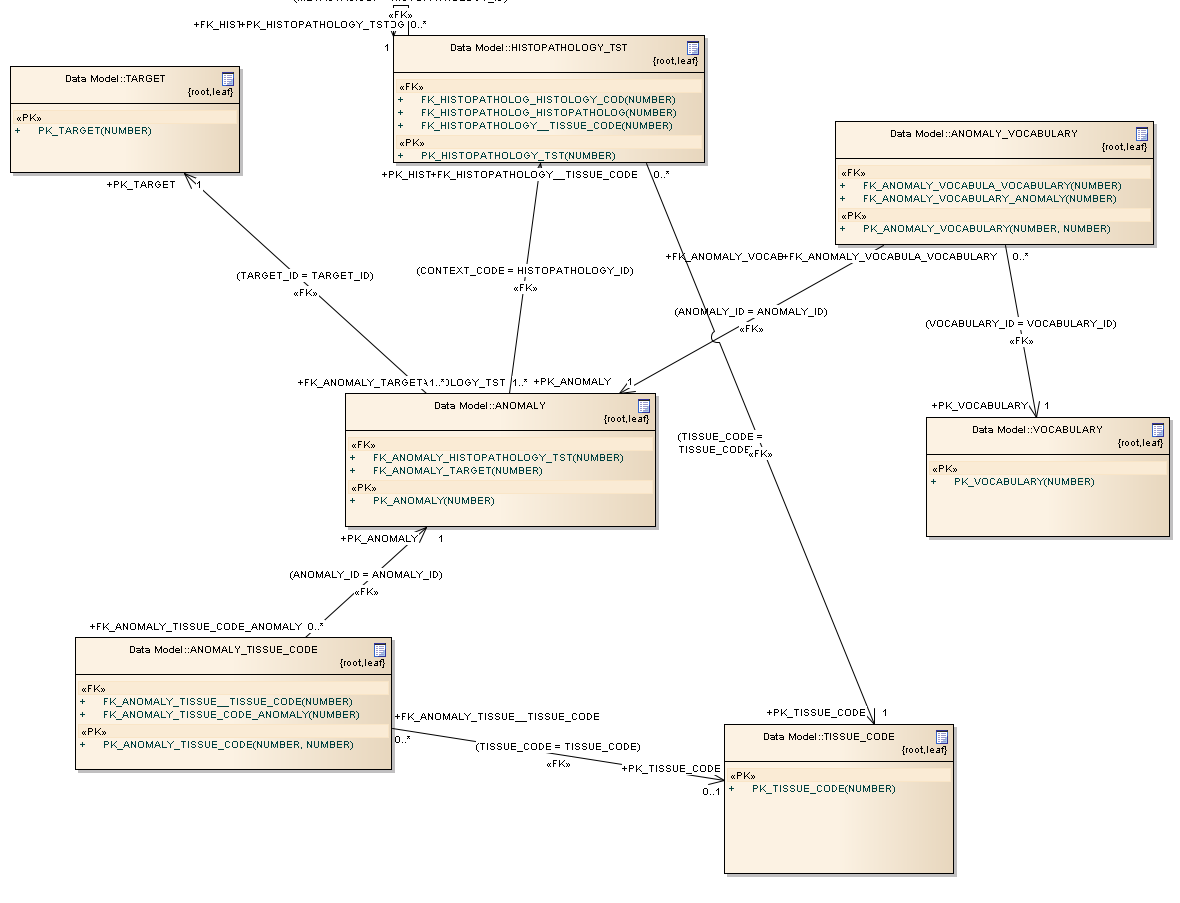 «FK»
+FK_HIST+PK_HISTOPATHOLOGY_TST
0..*
1
Data Model::HISTOPATHOLOGY_TST
{root,leaf}
«FK»
+ FK_HISTOPATHOLOG_HISTOLOGY_COD(NUMBER)
+ FK_HISTOPATHOLOG_HISTOPATHOLOG(NUMBER)
+ FK_HISTOPATHOLOGY__TISSUE_CODE(NUMBER)
«PK»
+ PK_HISTOPATHOLOGY_TST(NUMBER)
Data Model::TARGET
{root,leaf}
«PK»
+ PK_TARGET(NUMBER)
Data Model::ANOMALY_VOCABULARY
{root,leaf}
«FK»
+ FK_ANOMALY_VOCABULA_VOCABULARY(NUMBER)
+ FK_ANOMALY_VOCABULARY_ANOMALY(NUMBER)
«PK»
+ PK_ANOMALY_VOCABULARY(NUMBER, NUMBER)
+PK_TARGET 1
+PK_HIST+FK_HISTOPATHOLOGY__TISSUE_CODE 0..*
+FK_ANOMALY_VOCAB+FK_ANOMALY_VOCABULA_VOCABULARY 0..*
(TARGET_ID = TARGET_ID)
«FK»
(CONTEXT_CODE = HISTOPATHOLOGY_ID)
«FK»
(ANOMALY_ID = ANOMALY_ID)
«FK»
(VOCABULARY_ID = VOCABULARY_ID)
«FK»
+FK_ANOMALY_TARGET 1..*OLOGY_TST 1..* +PK_ANOMALY 1
+PK_VOCABULARY 1
Data Model::ANOMALY
{root,leaf}
«FK»
+ FK_ANOMALY_HISTOPATHOLOGY_TST(NUMBER)
+ FK_ANOMALY_TARGET(NUMBER)
«PK»
+ PK_ANOMALY(NUMBER)
(TISSUE_CODE =
TISSUE_CODE
«FK»
Data Model::VOCABULARY
{root,leaf}
«PK»
+ PK_VOCABULARY(NUMBER)
+PK_ANOMALY 1
(ANOMALY_ID = ANOMALY_ID)
«FK»
+FK_ANOMALY_TISSUE_CODE_ANOMALY 0..*
Data Model::ANOMALY_TISSUE_CODE
{root,leaf}
«FK»
+ FK_ANOMALY_TISSUE__TISSUE_CODE(NUMBER)
+ FK_ANOMALY_TISSUE_CODE_ANOMALY(NUMBER)
«PK»
+ PK_ANOMALY_TISSUE_CODE(NUMBER, NUMBER)
+FK_ANOMALY_TISSUE__TISSUE_CODE
0..*
(TISSUE_CODE = TISSUE_CODE)
«FK»
+PK_TISSUE_CODE
0..1
+PK_TISSUE_CODE 1
Data Model::TISSUE_CODE
{root,leaf}
«PK»
+ PK_TISSUE_CODE(NUMBER)